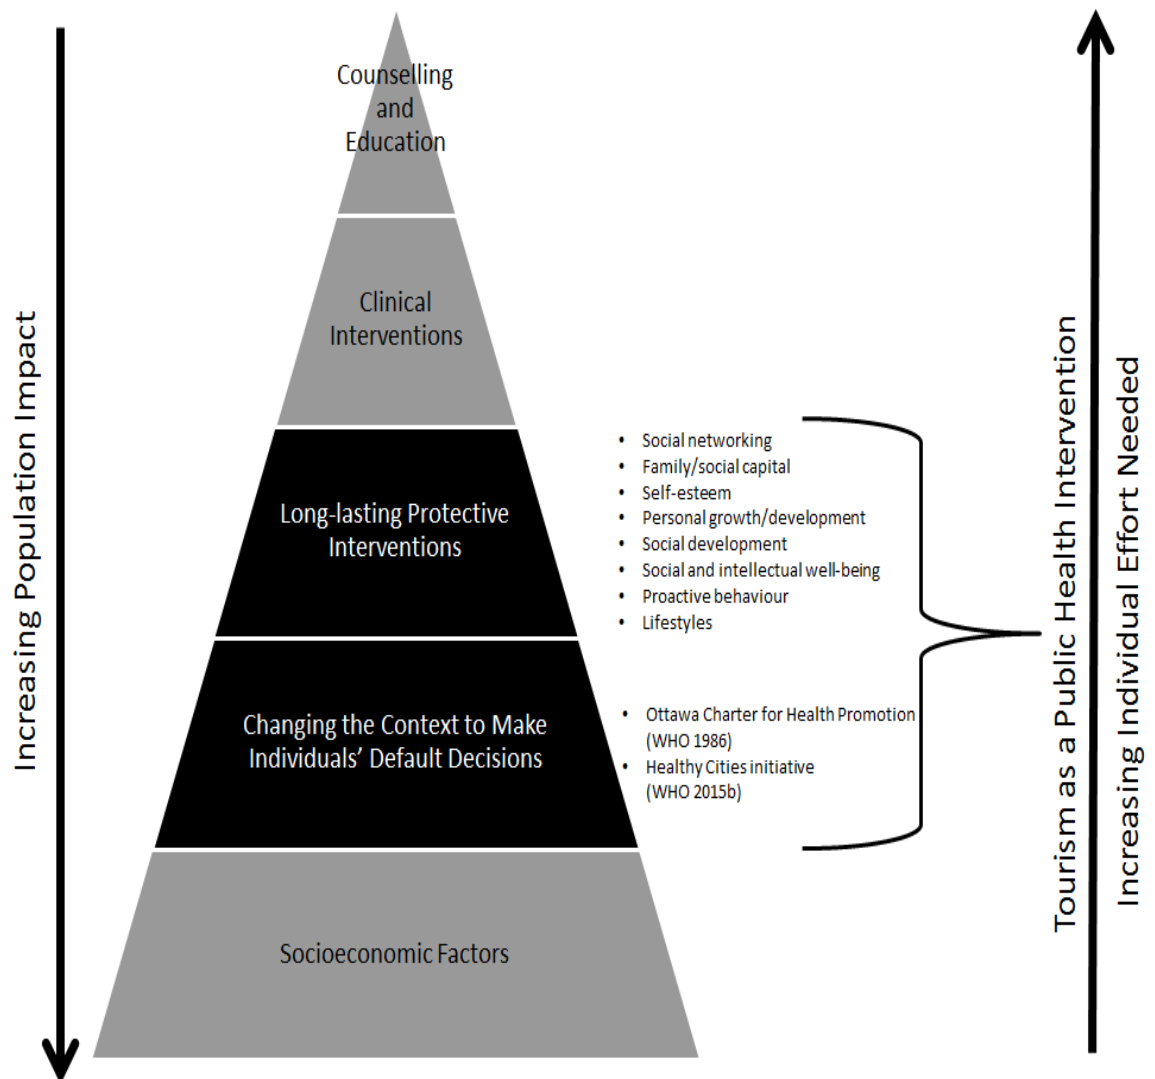 Increasing Population Impact
Counselling
and
Education
Clinical
Interventions
Long-lasting Protective
Interventions
Changing the Context to Make
Individuals’ Default Decisions
Socioeconomic Factors
• Social networking
• Family/social capital
• Self-esteem
• Personal growth/development
• Social development
• Social and intellectual well-being
• Proactive behaviour
• Lifestyles
• Ottawa Charter for Health Promotion
(WHO 1986)
• Healthy Cities initiative
(WHO 2015b)
Tourism as a Public Health Intervention
Increasing Individual Effort Needed